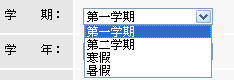 学 期： 第一学期
第一学期
学 年： 第二学期
寒假
暑假